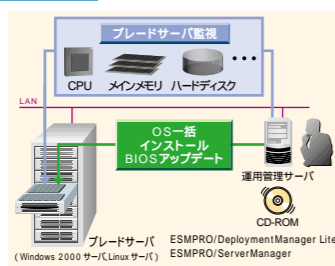 ブレードサーバ監視
CPU
メインメモリ
ハードディスク
LAN
OS一括
インストール
BIOSアップデート
運用管理サーバ
CD-ROM
ブレードサーバ
(Windows 2000 サーバ,Linux サーバ)
ESMPRO/DeploymentManager Lite
ESMPRO/ServerManager